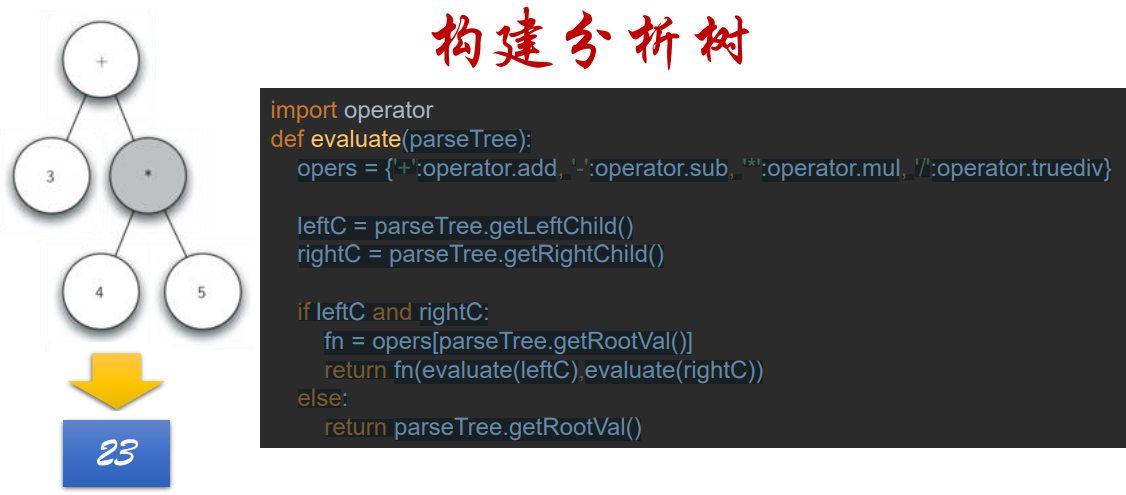 构建分析树
+
3
*
4
5
23
import operator
def evaluate(parseTree):
    opers = {'+':operator.add, '-':operator.sub, '*':operator.mul, '/':operator.truediv}
    leftC = parseTree.getLeftChild()
    rightC = parseTree.getRightChild()
    if leftC and rightC:
        fn = opers[parseTree.getRootVal()]
        return fn(evaluate(leftC),evaluate(rightC))
    else:
        return parseTree.getRootVal()